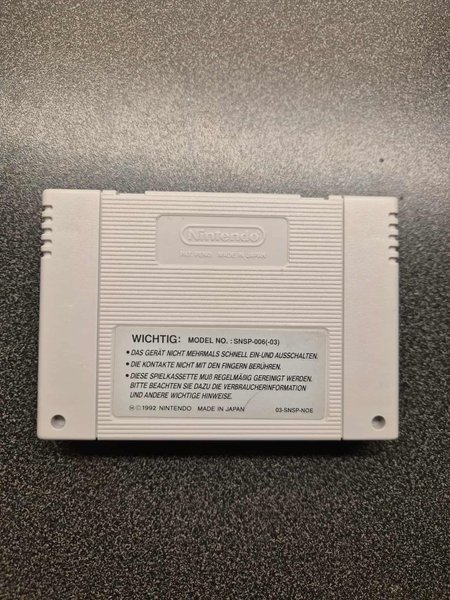 Nintendo
PAT. PEND. MADE IN JAPAN
WICHTIG: MODEL NO. : SNSP-006(-03)
• DAS GERÄT NICHT MEHRMALS SCHNELL EIN-UND AUSSCHALTEN.
• DIE KONTAKTE NICHT MIT DEN FINGERN BERÜHREN.
• DIESE SPIELKASSETTE MUß REGELMÄßIG GEREINIGT WERDEN.
BITTE BEACHTEN SIE DAZU DIE VERBRAUCHERINFORMATION
UND ANDERE WICHTIGE HINWEISE.
Ⓜ©1992 NINTENDO MADE IN JAPAN 03-SNSP-NOE